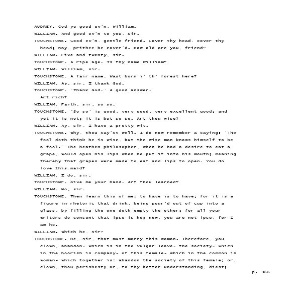 AUDREY. God ye good ev'n, William.
WILLIAM. And good ev'n to you, sir.
TOUCHSTONE. Good ev'n, gentle friend. Cover thy head, cover thy
head; nay, prithee be cover'd. How old are you, friend?
WILLIAM. Five and twenty, sir.
TOUCHSTONE. A ripe age. Is thy name William?
WILLIAM. William, sir.
TOUCHSTONE. A fair name. Wast born i' th' forest here?
WILLIAM. Ay, sir, I thank God.
TOUCHSTONE. 'Thank God.' A good answer.
Art rich?
WILLIAM. Faith, sir, so so.
TOUCHSTONE. 'So so' is good, very good, very excellent good; and
yet it is not; it is but so so. Art thou wise?
WILLIAM. Ay, sir, I have a pretty wit.
TOUCHSTONE. Why, thou say'st well. I do now remember a saying: 'The
fool doth think he is wise, but the wise man knows himself to be
a fool.' The heathen philosopher, when he had a desire to eat a
grape, would open his lips when he put it into his mouth; meaning
thereby that grapes were made to eat and lips to open. You do
love this maid?
WILLIAM. I do, sir.
TOUCHSTONE. Give me your hand. Art thou learned?
WILLIAM. No, sir.
TOUCHSTONE. Then learn this of me: to have is to have; for it is a
figure in rhetoric that drink, being pour'd out of cup into a
glass, by filling the one doth empty the other; for all your
writers do consent that ipse is he; now, you are not ipse, for I
am he.
WILLIAM. Which he, sir?
TOUCHSTONE. He, sir, that must marry this woman. Therefore, you
clown, abandon- which is in the vulgar leave- the society- which
in the boorish is company- of this female- which in the common is
woman- which together is: abandon the society of this female; or,
clown, thou perishest; or, to thy better understanding, diest;